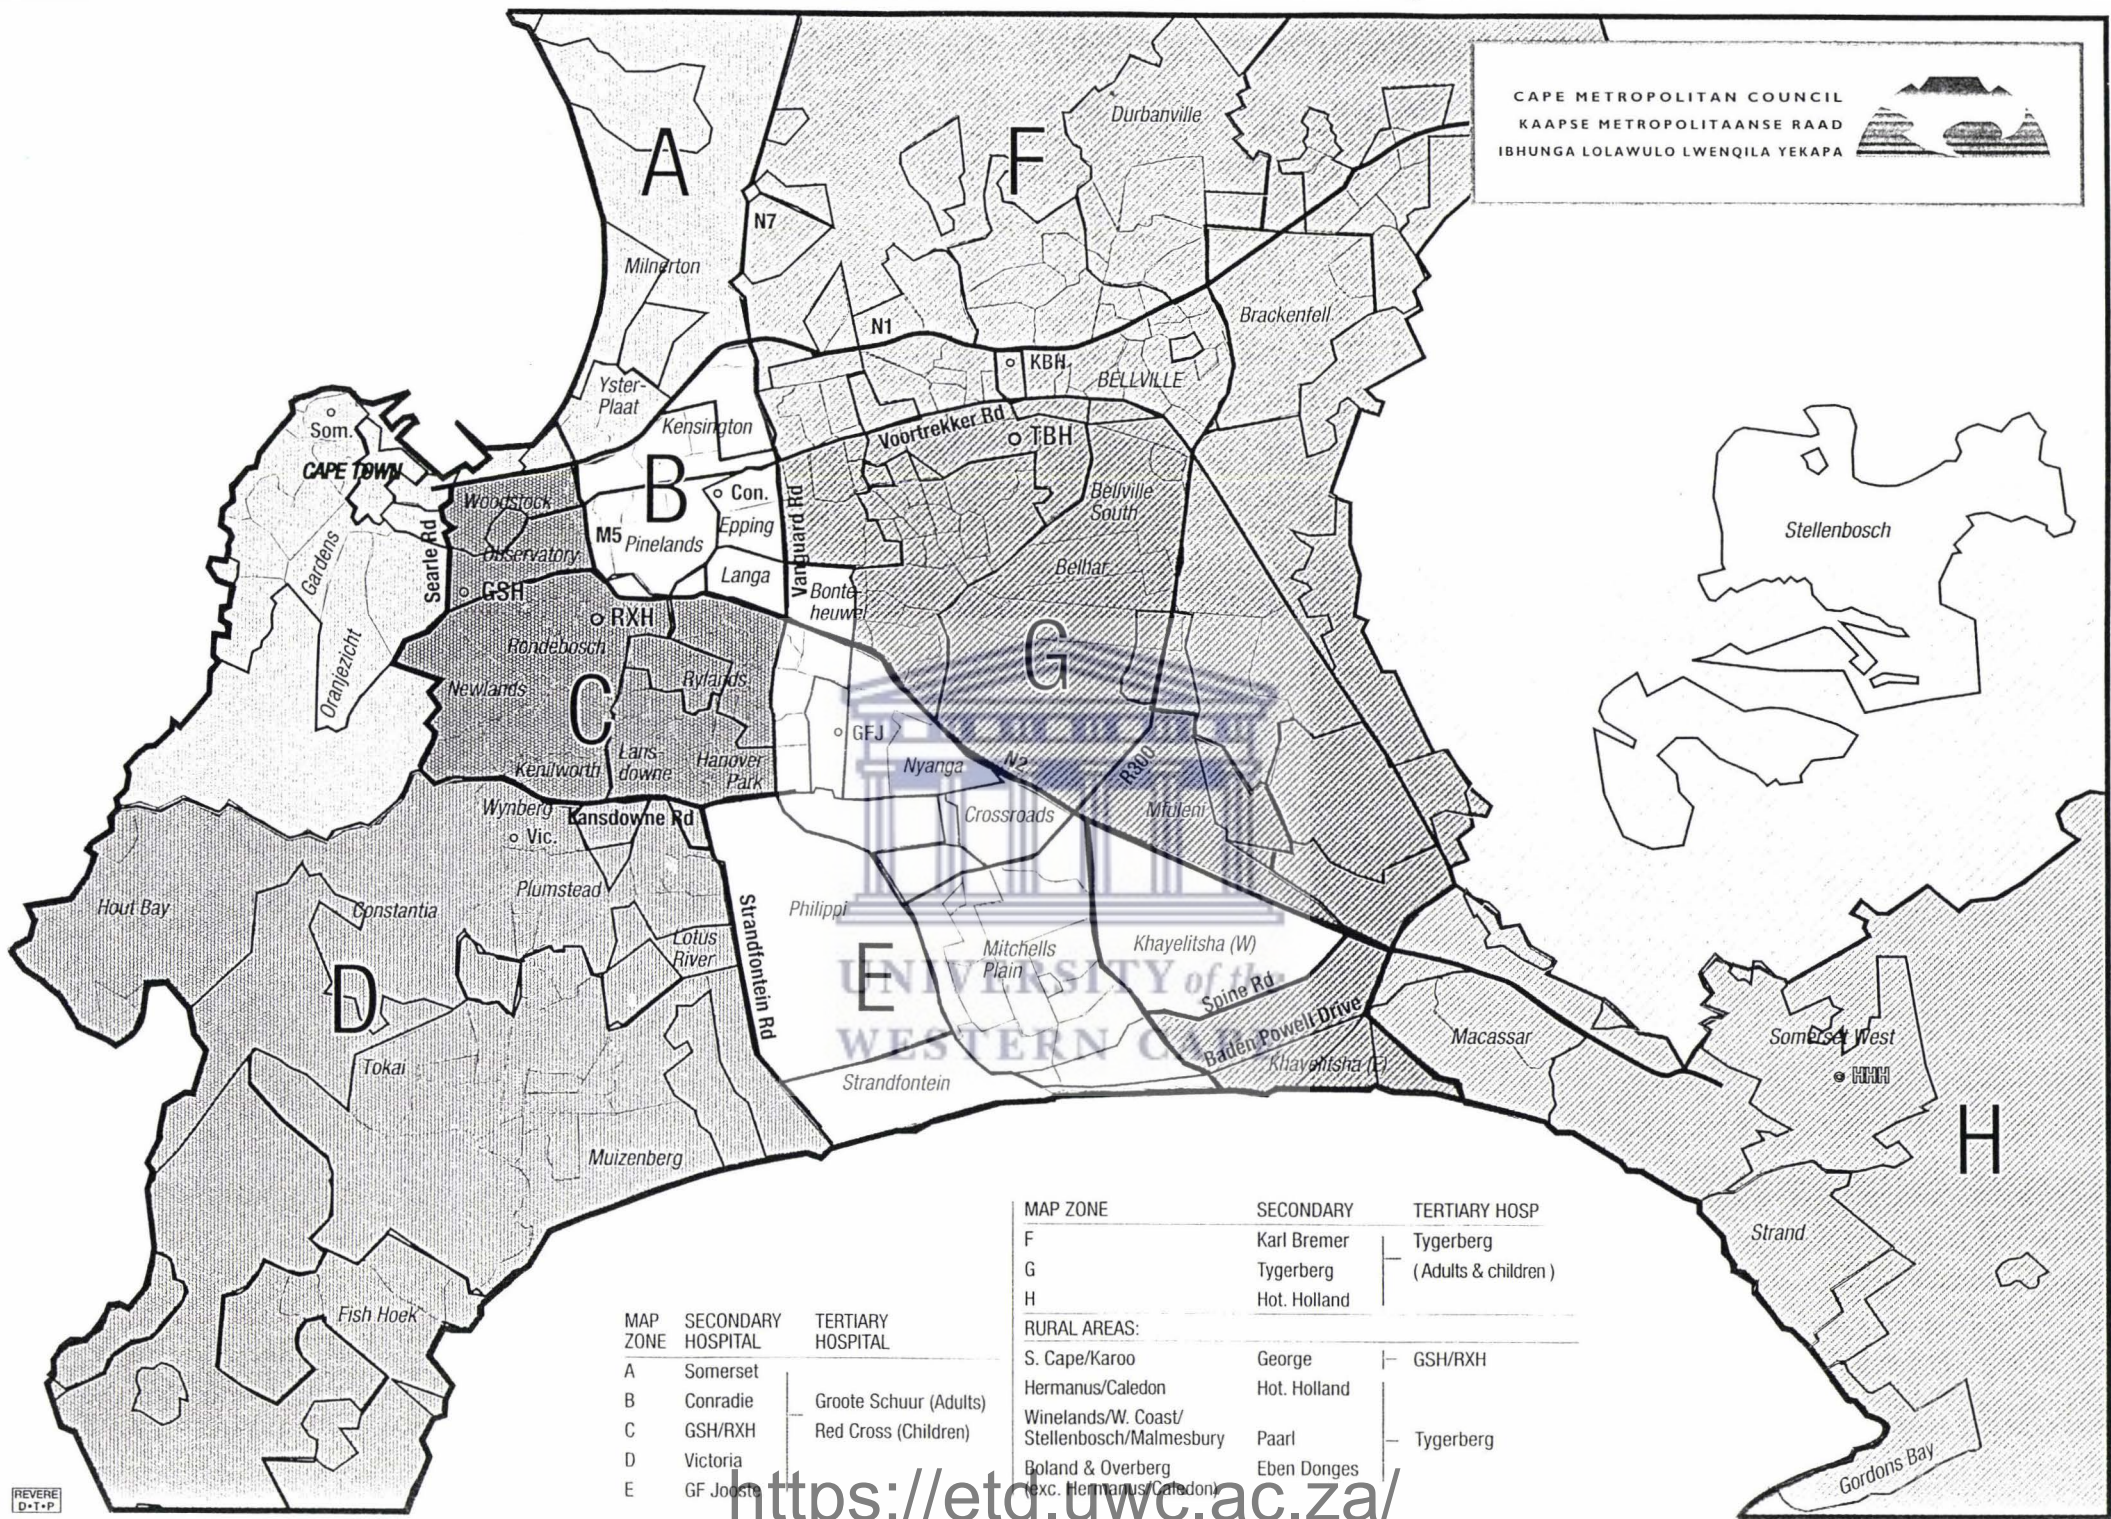 CAPE METROPOLITAN COUNCIL
KAAPSE METROPOLITAANSE RAAD
IBHUNGA LOLAWULO LWENQILA YEKAPA
A
F
Durbanville
N7
Milnerton
N1
Brackenfell
KBH
BELLVILLE
Yster-
Plaat
Kensington
Voortrekker Rd
TBH
Som.
CAPE TOWN
B
Con.
Epping
Woodstock
M5
Pinelands
Observatory
Langa
Vanguard Rd
Bellville
South
Belhar
Stellenbosch
Gardens
Searle Rd
GSH
RXH
Bonte-
heuwel
Oranjezicht
Rondebosch
Newlands
C
Rylands
G
GFJ
Kenilworth
Lans-
downe
Hanover
Park
Nyanga
N2
R300
Wynberg
Lansdowne Rd
Vic.
Crossroads
Mfuleni
Hout Bay
Constantia
Plumstead
Lotus
River
Strandfontein Rd
Philippi
E
Mitchells
Plain
Khayelitsha (W)
Spine Rd
Baden Powell Drive
Khayelitsha (E)
D
Tokai
Strandfontein
Macassar
Somerset West
HHH
H
Muizenberg
Strand
Fish Hoek
Gordons Bay
UNIVERSITY of the
WESTERN CAPE
MAP SECONDARY TERTIARY
ZONE HOSPITAL HOSPITAL
A Somerset
B Conradie Groote Schuur (Adults)
C GSH/RXH Red Cross (Children)
D Victoria
E GF Jooste
MAP ZONE SECONDARY TERTIARY HOSP
F Karl Bremer Tygerberg
G Tygerberg (Adults & children)
H Hot. Holland
RURAL AREAS:
S. Cape/Karoo George GSH/RXH
Hermanus/Caledon Hot. Holland
Winelands/W. Coast/
Stellenbosch/Malmesbury Paarl Tygerberg
Boland & Overberg Eben Donges
(exc. Hermanus/Caledon)
REVERE
D•T•P
https://etd.uwc.ac.za/